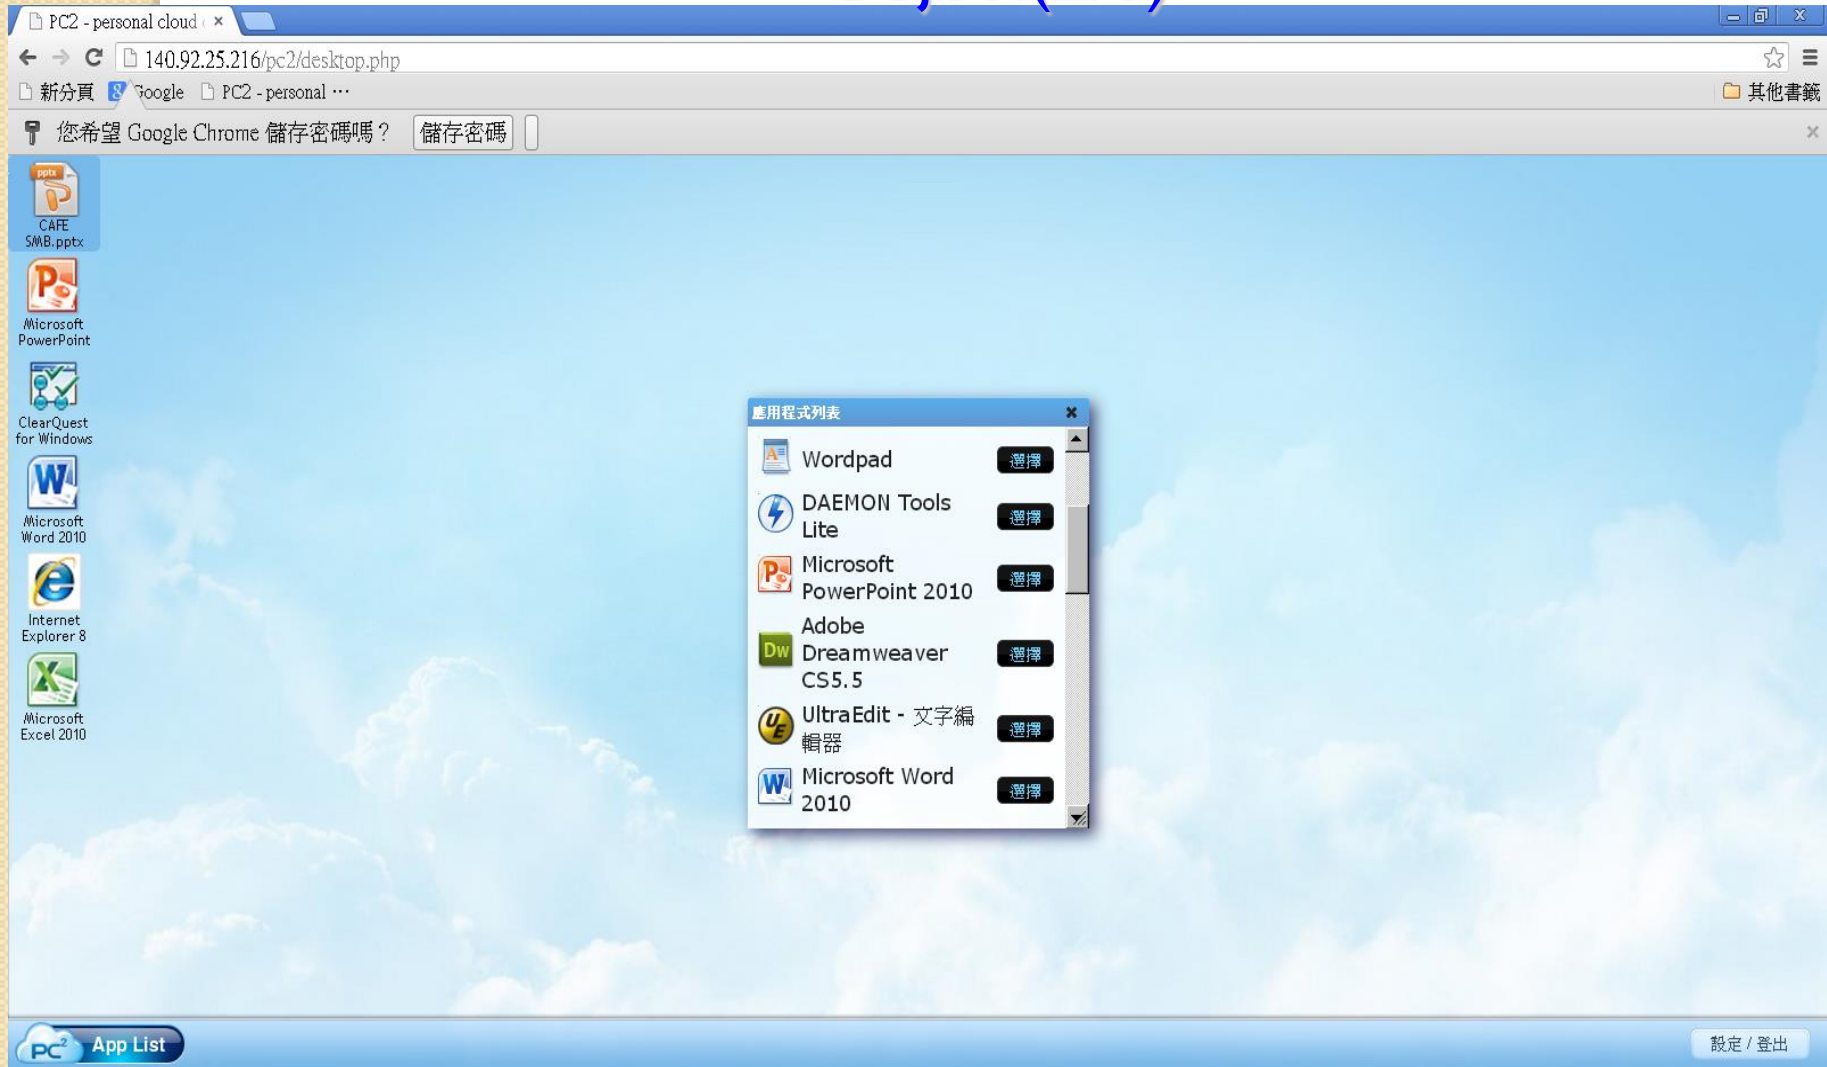 PC2 - personal cloud
140.92.25.216/pc2/desktop.php
新分頁 Google PC2 - personal …
其他書籤
您希望 Google Chrome 儲存密碼嗎？ 儲存密碼
pptx
CAFE
SMB.pptx
Microsoft
PowerPoint
ClearQuest
for Windows
Microsoft
Word 2010
Internet
Explorer 8
Microsoft
Excel 2010
應用程式列表
Wordpad 選擇
DAEMON Tools
Lite 選擇
Microsoft
PowerPoint 2010 選擇
Adobe
Dw Dreamweaver 選擇
CS5.5
UltraEdit - 文字編
輯器 選擇
Microsoft Word
2010 選擇
PC2 App List
設定 / 登出